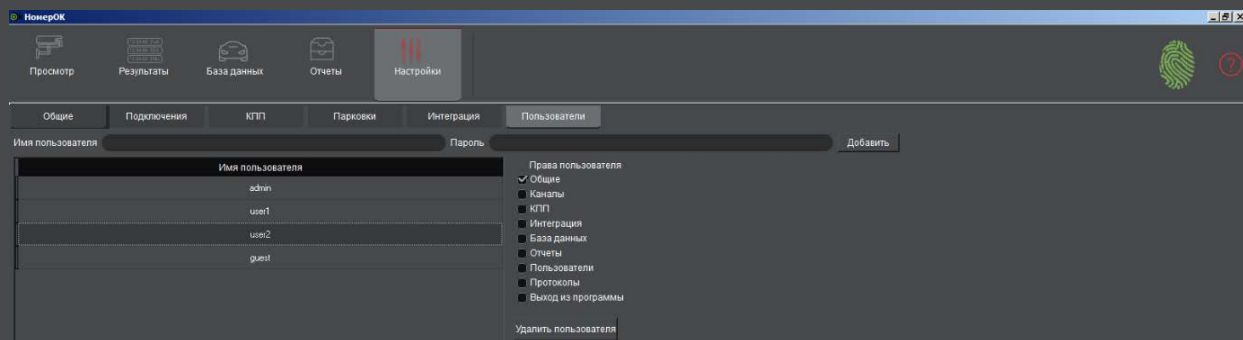 НомерОК
Просмотр Результаты База данных Отчеты Настройки
Общие Подключения КПП Парковки Интеграция Пользователи
Имя пользователя Пароль Добавить
Имя пользователя
admin
user1
user2
guest
Права пользователя
Общие
Каналы
КПП
Интеграция
База данных
Отчеты
Пользователи
Протоколы
Выход из программы
Удалить пользователя